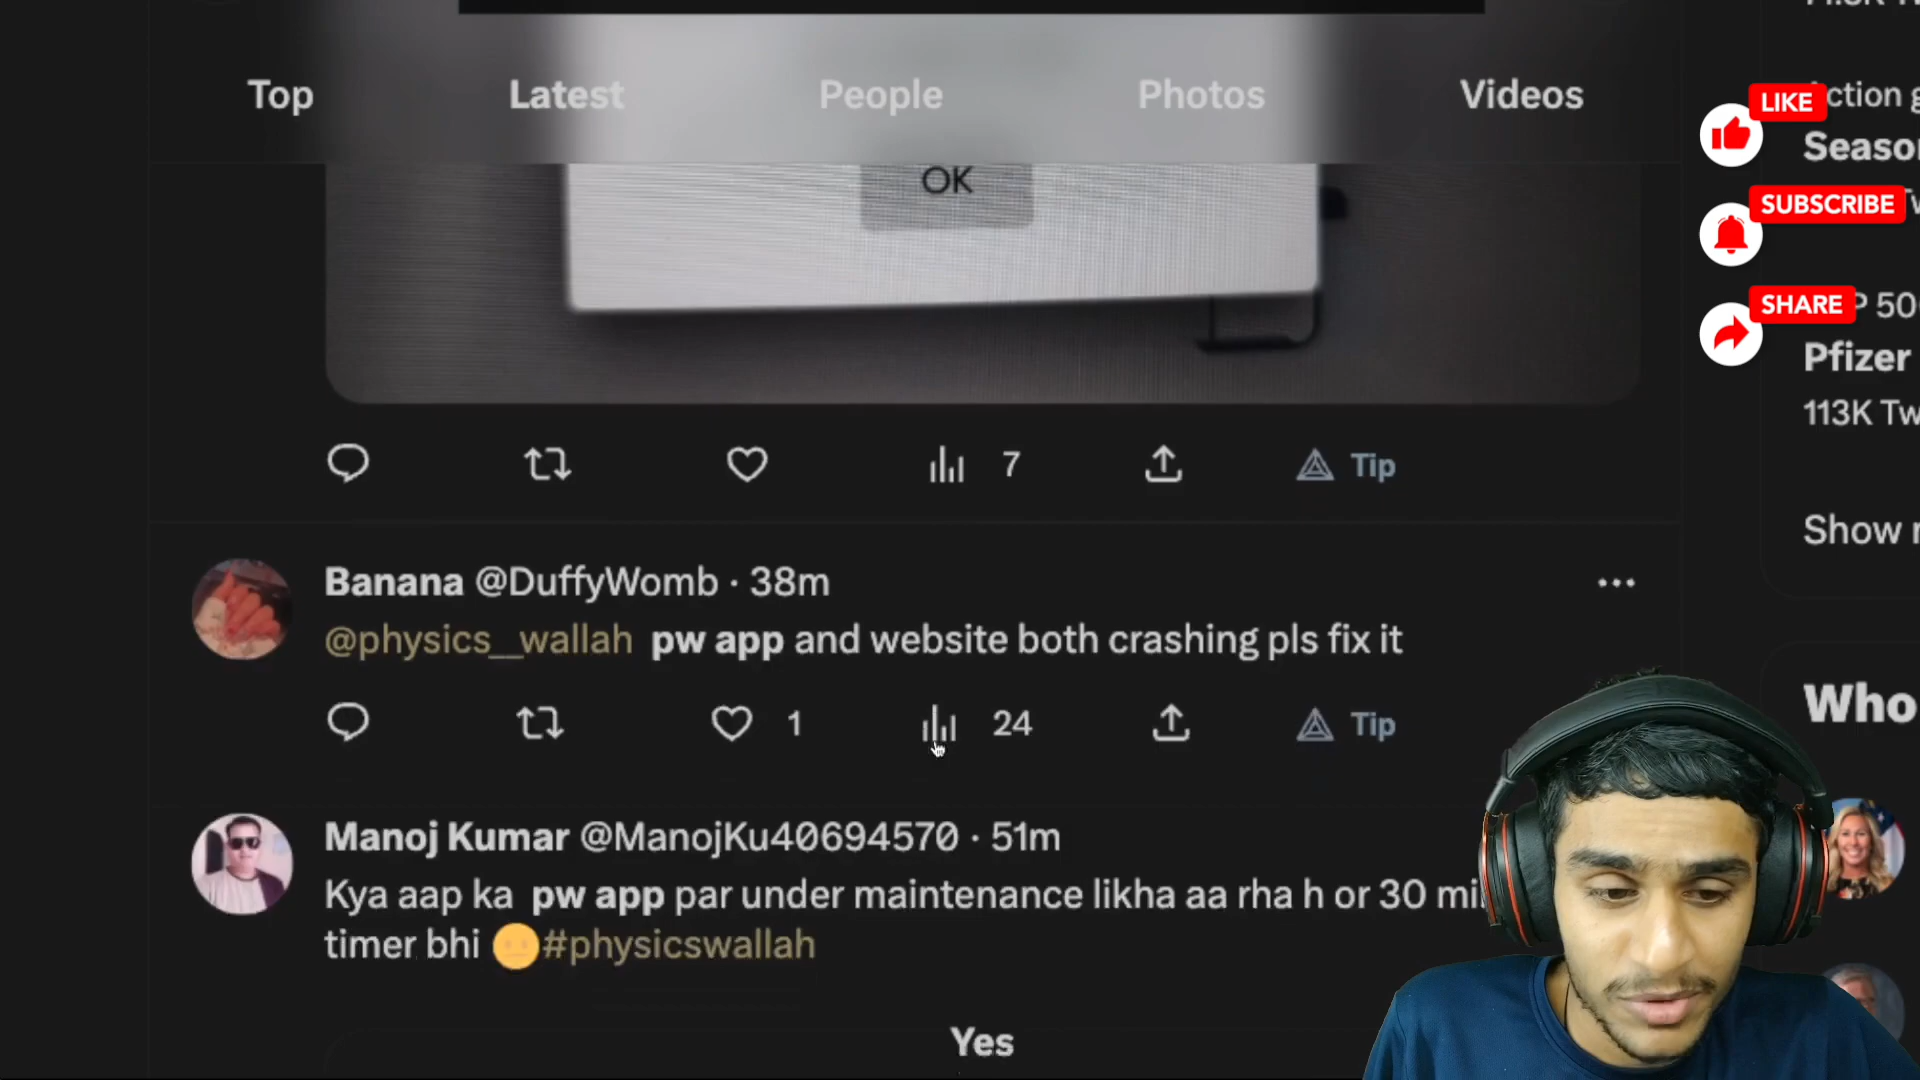 Top Latest People Photos Videos
OK
7 Tip
Banana @DuffyWomb · 38m
@physics__wallah pw app and website both crashing pls fix it
1 24 Tip
Manoj Kumar @ManojKu40694570 · 51m
Kya aap ka pw app par under maintenance likha aa rha h or 30
timer bhi 😐#physicswallah
Yes
LIKE
SUBSCRIBE
SHARE
Pfizer
113K
Show
Who